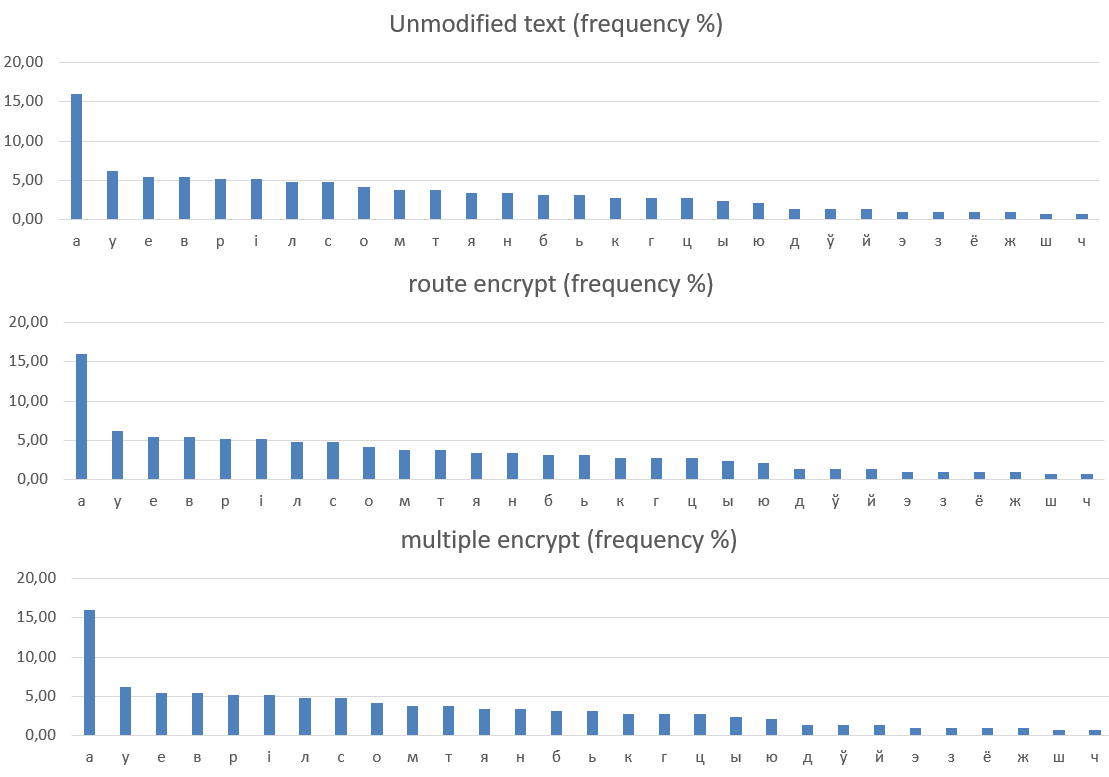 Unmodified text (frequency %)
20,00
15,00
10,00
5,00
0,00
а у е в р і л с о м т я н б ь к г ц ы ю д ў й э з ё ж ш ч
route encrypt (frequency %)
20,00
15,00
10,00
5,00
0,00
а у е в р і л с о м т я н б ь к г ц ы ю д ў й э з ё ж ш ч
multiple encrypt (frequency %)
20,00
15,00
10,00
5,00
0,00
а у е в р і л с о м т я н б ь к г ц ы ю д ў й э з ё ж ш ч